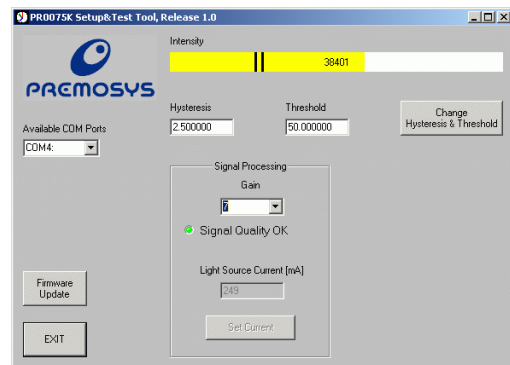 PR0075K Setup&Test Tool, Release 1.0
Intensity
38401
PREMOSYS
Hysteresis
Threshold
2.500000
50.000000
Change
Hysteresis & Threshold
Available COM Ports
COM4:
Signal Processing
Gain
7
Signal Quality OK
Light Source Current [mA]
249
Set Current
Firmware
Update
EXIT